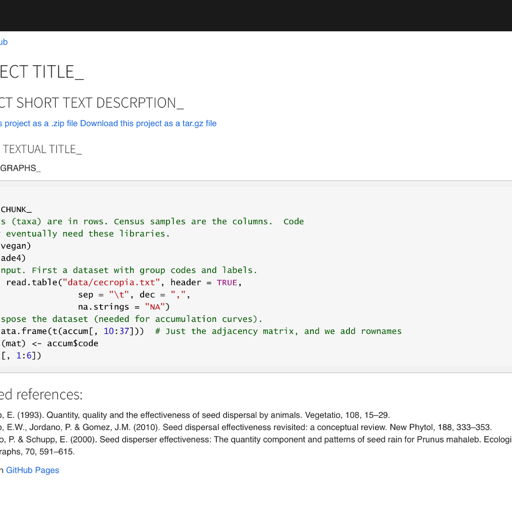 ub
ECT TITLE_
CT SHORT TEXT DESCRPTION_
s project as a .zip file Download this project as a tar.gz file
TEXTUAL TITLE_
GRAPHS_
CHUNK_
s (taxa) are in rows. Census samples are the columns.  Code
eventually need these libraries.
vegan)
ade4)
nput. First a dataset with group codes and labels.
read.table("data/cecropia.txt", header = TRUE,
sep = "\t", dec = ",",
na.strings = "NA")
spose the dataset (needed for accumulation curves).
ata.frame(t(accum[, 10:37]))  # Just the adjacency matrix, and we add rownames
(mat) <- accum$code
[, 1:6])
ed references:
o, E. (1993). Quantity, quality and the effectiveness of seed dispersal by animals. Vegetatio, 108, 15–29.
o, E.W., Jordano, P. & Gomez, J.M. (2010). Seed dispersal effectiveness revisited: a conceptual review. New Phytol, 188, 333–353.
o, P. & Schupp, E. (2000). Seed disperser effectiveness: The quantity component and patterns of seed rain for Prunus mahaleb. Ecologi
raphs, 70, 591–615.
n GitHub Pages